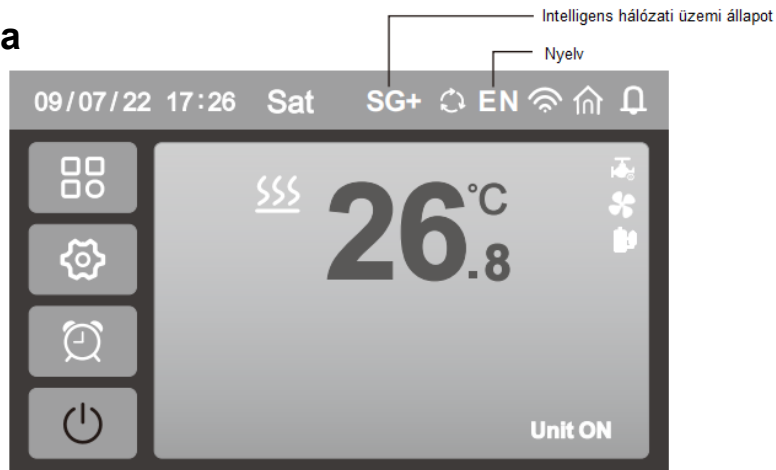 Intelligens hálózati üzemi állapot
a
Nyelv
09/07/22 17:26 Sat SG+ EN
26.8 °C
Unit ON